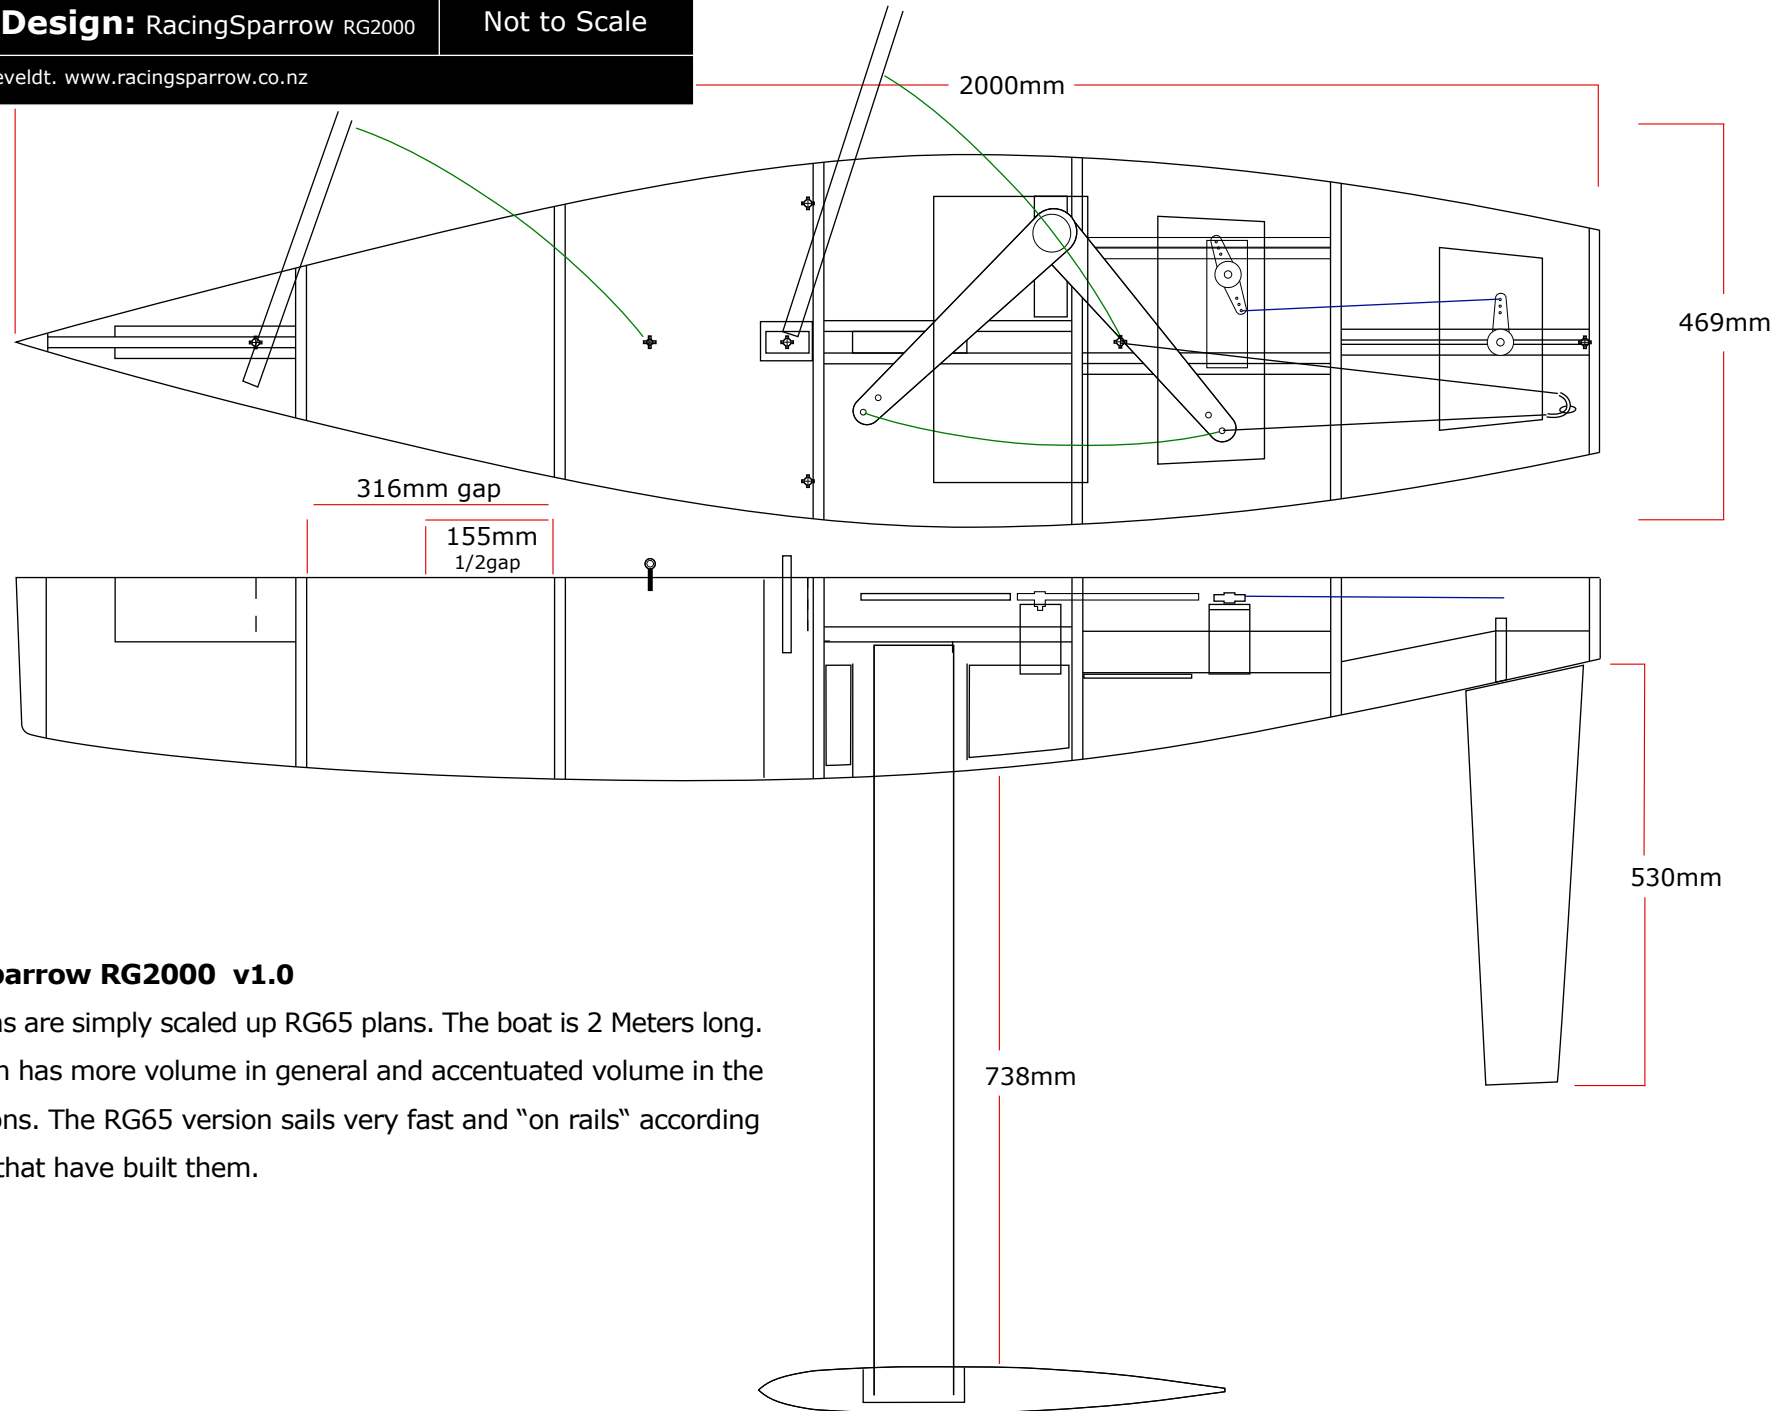 Design: RacingSparrow RG2000
Not to Scale
eveldt. www.racingsparrow.co.nz
2000mm
469mm
316mm gap
155mm
1/2gap
530mm
738mm
parrow RG2000 v1.0
ns are simply scaled up RG65 plans. The boat is 2 Meters long.
n has more volume in general and accentuated volume in the
ons. The RG65 version sails very fast and “on rails“ according
that have built them.